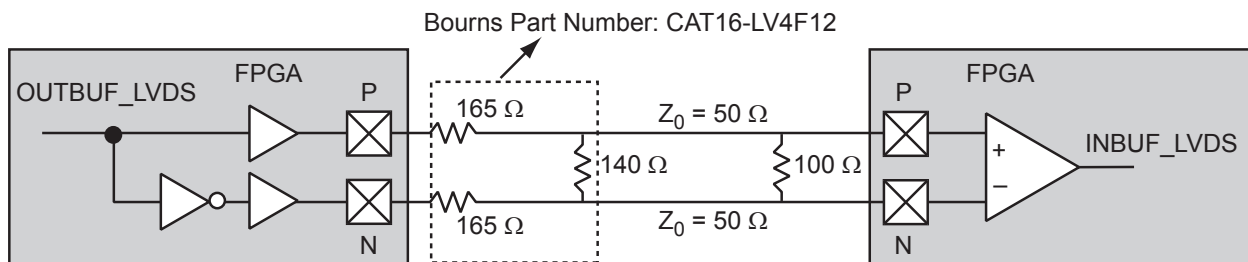 Bourns Part Number: CAT16-LV4F12
FPGA
OUTBUF_LVDS
P
165 Ω
Z0 = 50 Ω
140 Ω
100 Ω
165 Ω
Z0 = 50 Ω
N
FPGA
P
+
−
INBUF_LVDS
N